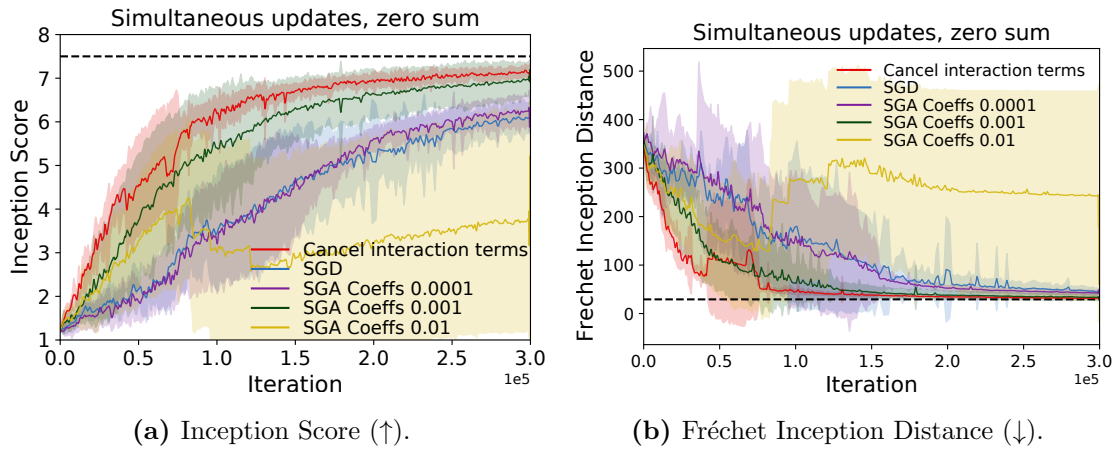 Simultaneous updates, zero sum
8
7
6
5
4
3
2
1
Inception Score
Cancel interaction terms
SGD
SGA Coeffs 0.0001
SGA Coeffs 0.001
SGA Coeffs 0.01
0.0 0.5 1.0 1.5 2.0 2.5 3.0
Iteration 1e5
(a) Inception Score (↑).
Simultaneous updates, zero sum
500
400
300
200
100
0
Frechet Inception Distance
Cancel interaction terms
SGD
SGA Coeffs 0.0001
SGA Coeffs 0.001
SGA Coeffs 0.01
0.0 0.5 1.0 1.5 2.0 2.5 3.0
Iteration 1e5
(b) Fréchet Inception Distance (↓).